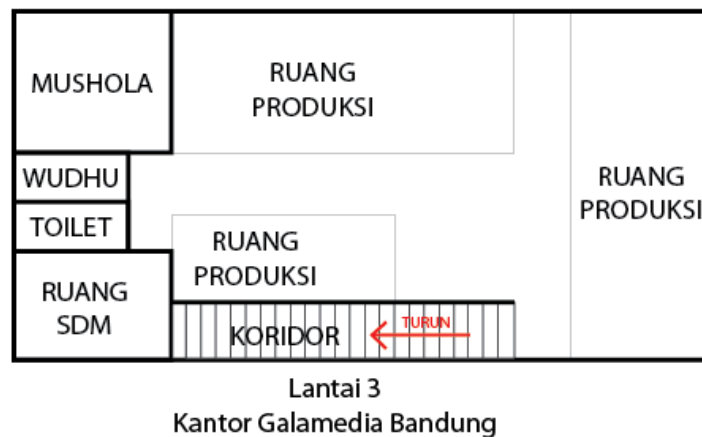 MUSHOLA
RUANG
PRODUKSI
WUDHU
TOILET
RUANG
PRODUKSI
RUANG
PRODUKSI
RUANG
SDM
KORIDOR
TURUN
Lantai 3
Kantor Galamedia Bandung